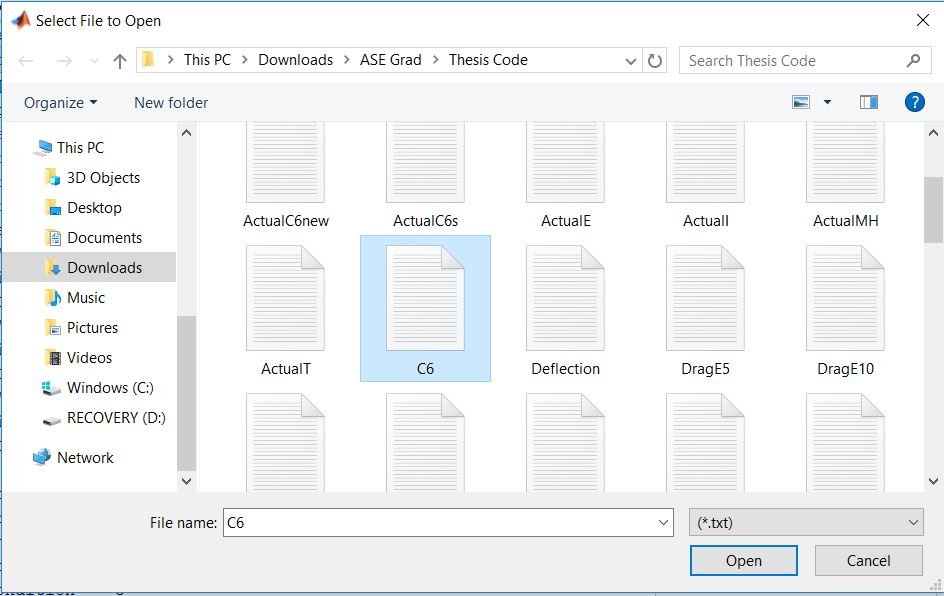 Select File to Open
This PC > Downloads > ASE Grad > Thesis Code
Search Thesis Code
Organize
New folder
?
This PC
3D Objects
Desktop
Documents
Downloads
Music
Pictures
Videos
Windows (C:)
RECOVERY (D:)
Network
ActualC6new ActualC6s ActualE ActualI ActualMH
ActualT C6 Deflection DragE5 DragE10
File name: C6
(*.txt)
Open Cancel